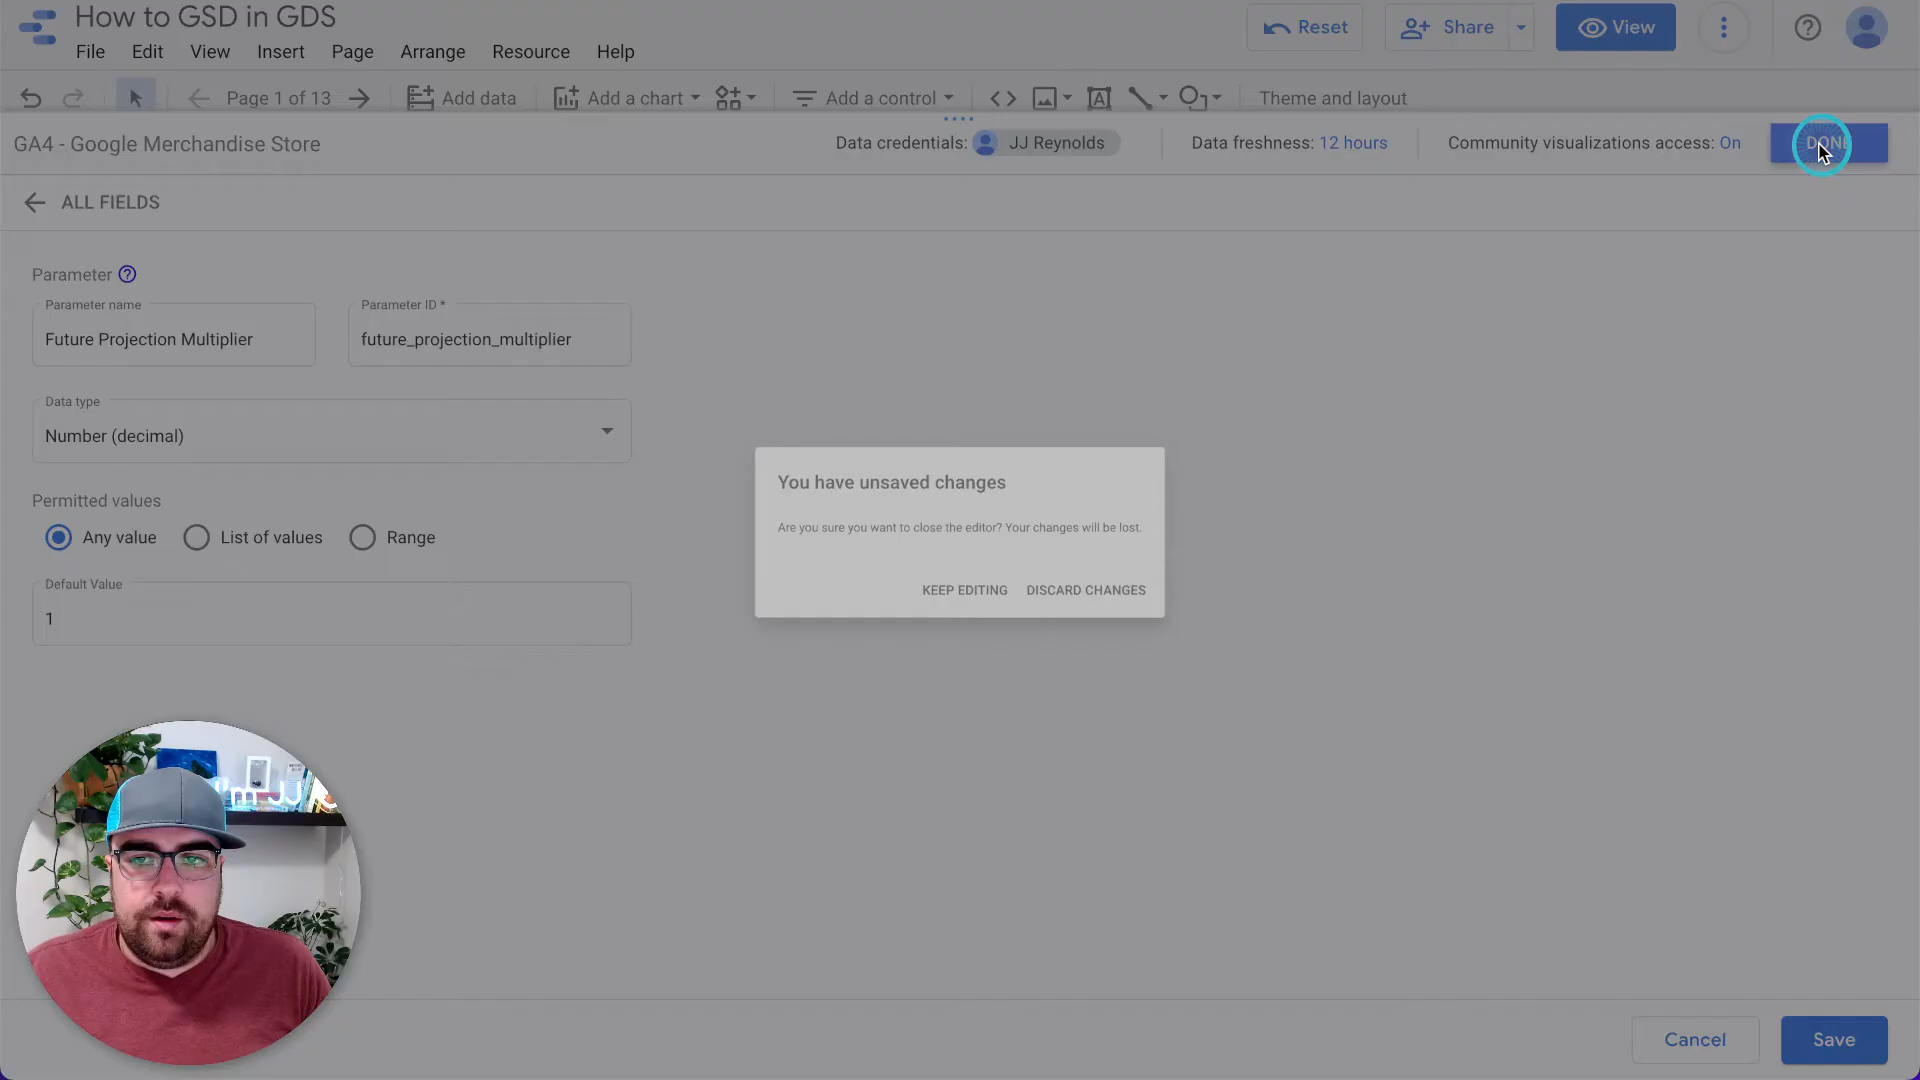 How to GSD in GDS
File Edit View Insert Page Arrange Resource Help
Reset Share View
Page 1 of 13 Add data Add a chart Add a control Theme and layout
GA4 - Google Merchandise Store
Data credentials: JJ Reynolds
Data freshness: 12 hours
Community visualizations access: On
DONE
ALL FIELDS
Parameter
Parameter name
Future Projection Multiplier
Parameter ID *
future_projection_multiplier
Data type
Number (decimal)
Permitted values
Any value List of values Range
Default Value
1
You have unsaved changes
Are you sure you want to close the editor? Your changes will be lost.
KEEP EDITING DISCARD CHANGES
Cancel Save